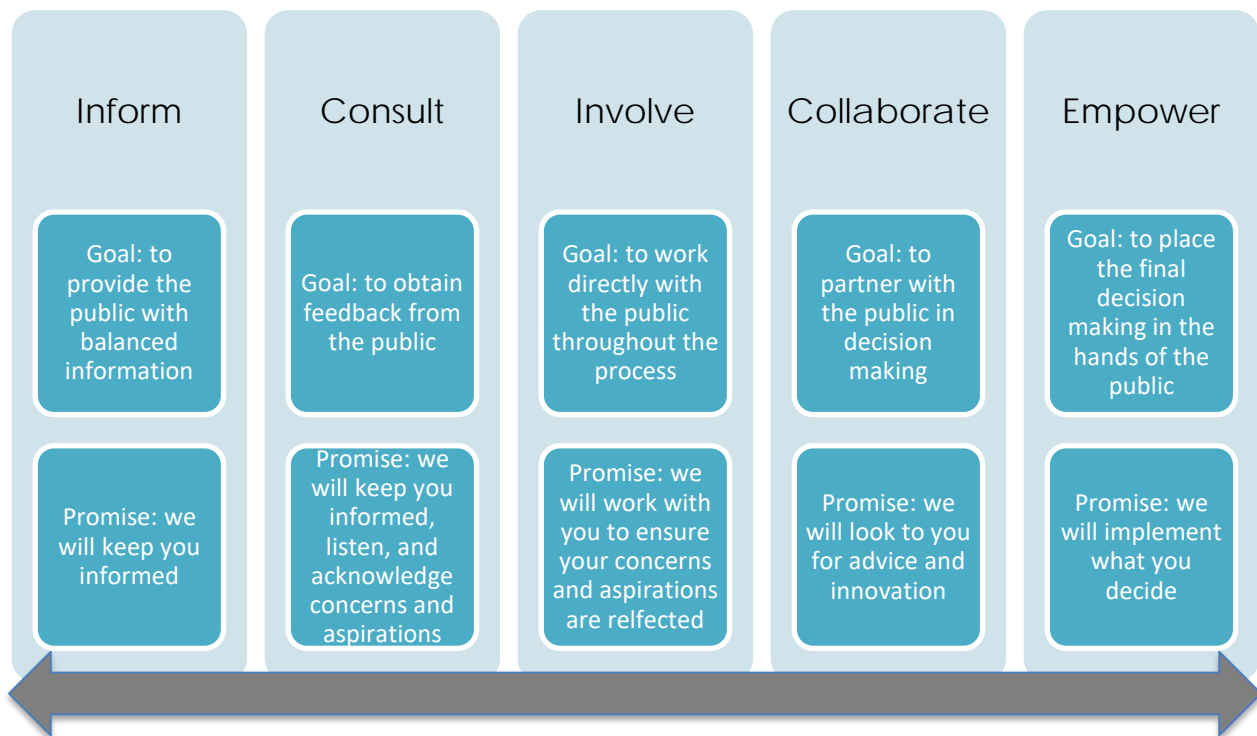 Inform
Goal: to
provide the
public with
balanced
information
Promise: we
will keep you
informed
Consult
Goal: to obtain
feedback from
the public
Promise: we
will keep you
informed,
listen, and
acknowledge
concerns and
aspirations
Involve
Goal: to work
directly with
the public
throughout the
process
Promise: we
will work with
you to ensure
your concerns
and aspirations
are relfected
Collaborate
Goal: to
partner with
the public in
decision
making
Promise: we
will look to you
for advice and
innovation
Empower
Goal: to place
the final
decision
making in the
hands of the
public
Promise: we
will implement
what you
decide